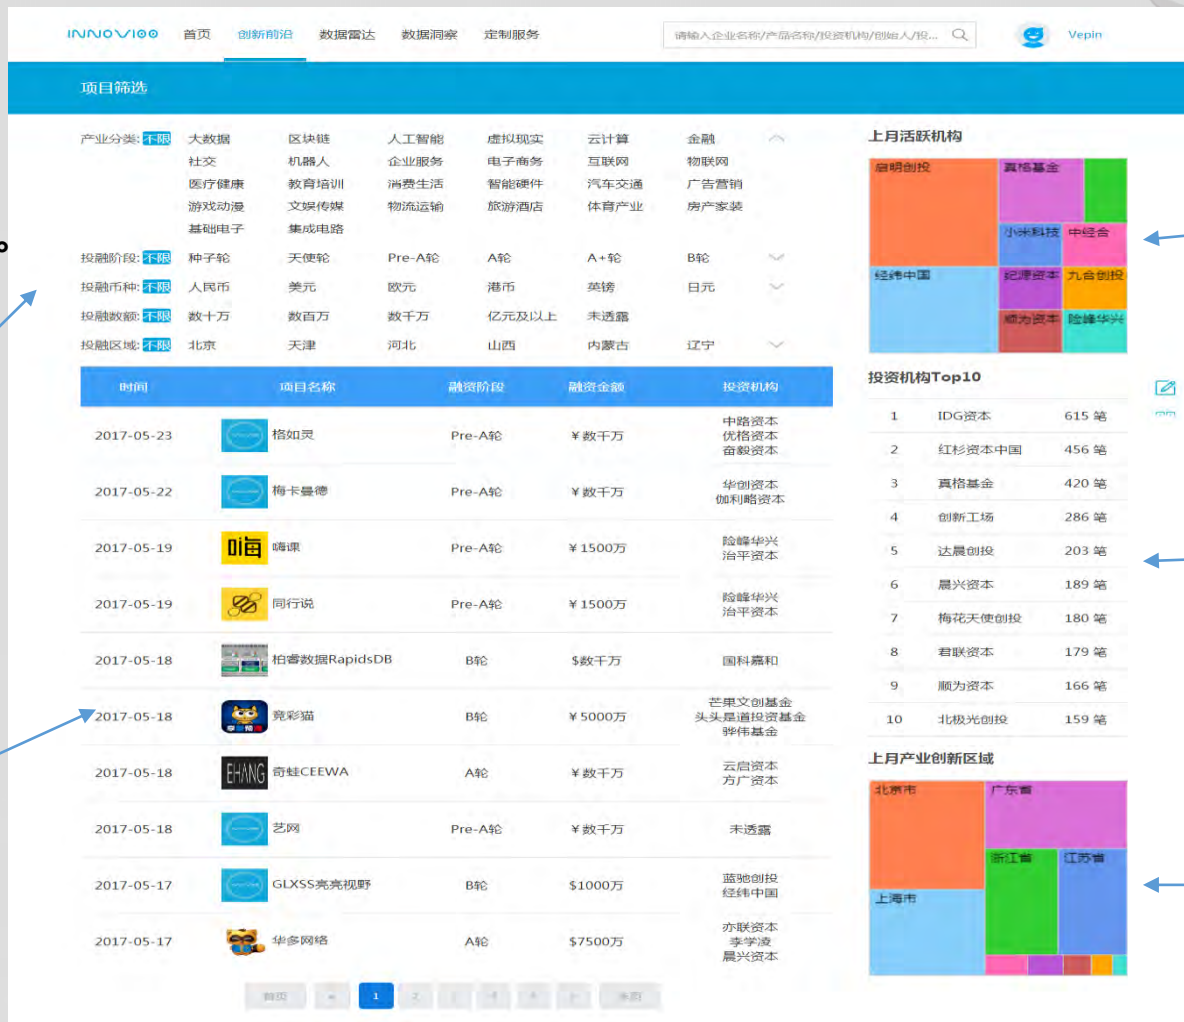 INNOV100 首页 创新前沿 数据雷达 数据洞察 定制服务 请输入企业名称/产品名称/投资机构/创始人/投... Vepin
项目筛选
产业分类: 不限 大数据 区块链 人工智能 虚拟现实 云计算 金融
社交 机器人 企业服务 电子商务 互联网 物联网
医疗健康 教育培训 消费生活 智能硬件 汽车交通 广告营销
游戏动漫 文娱传媒 物流运输 旅游酒店 体育产业 房产家装
基础电子 集成电路
投融阶段: 不限 种子轮 天使轮 Pre-A轮 A轮 A+轮 B轮
投融币种: 不限 人民币 美元 欧元 港币 英镑 日元
投融数额: 不限 数十万 数百万 数千万 亿元及以上 未透露
投融区域: 不限 北京 天津 河北 山西 内蒙古 辽宁
时间 项目名称 融资阶段 融资金额 投资机构
2017-05-23 格如灵 Pre-A轮 ¥数千万 中路资本
优格资本
奋毅资本
2017-05-22 梅卡曼德 Pre-A轮 ¥数千万 华创资本
伽利略资本
2017-05-19 嗨 嗨课 Pre-A轮 ¥1500万 险峰华兴
治平资本
2017-05-19 同行说 Pre-A轮 ¥1500万 险峰华兴
治平资本
2017-05-18 柏睿数据RapidsDB B轮 $数千万 国科嘉和
2017-05-18 竞彩猫 B轮 ¥5000万 芒果文创基金
头头是道投资基金
骅伟基金
2017-05-18 EHANG 奇蛙CEEWA A轮 ¥数千万 云启资本
方广资本
2017-05-18 艺网 Pre-A轮 ¥数千万 未透露
2017-05-17 GLXSS亮亮视野 B轮 $1000万 蓝驰创投
经纬中国
2017-05-17 华多网络 A轮 $7500万 亦联资本
李学凌
晨兴资本
首页 « 1 2
上月活跃机构
启明创投 真格基金
小米科技 中经合
经纬中国 纪源资本 九合创投
顺为资本 险峰华兴
投资机构Top10
1 IDG资本 615 笔
2 红杉资本中国 456 笔
3 真格基金 420 笔
4 创新工场 286 笔
5 达晨创投 203 笔
6 晨兴资本 189 笔
7 梅花天使创投 180 笔
8 君联资本 179 笔
9 顺为资本 166 笔
10 北极光创投 159 笔
上月产业创新区域
北京市 广东省
浙江省 江苏省
上海市